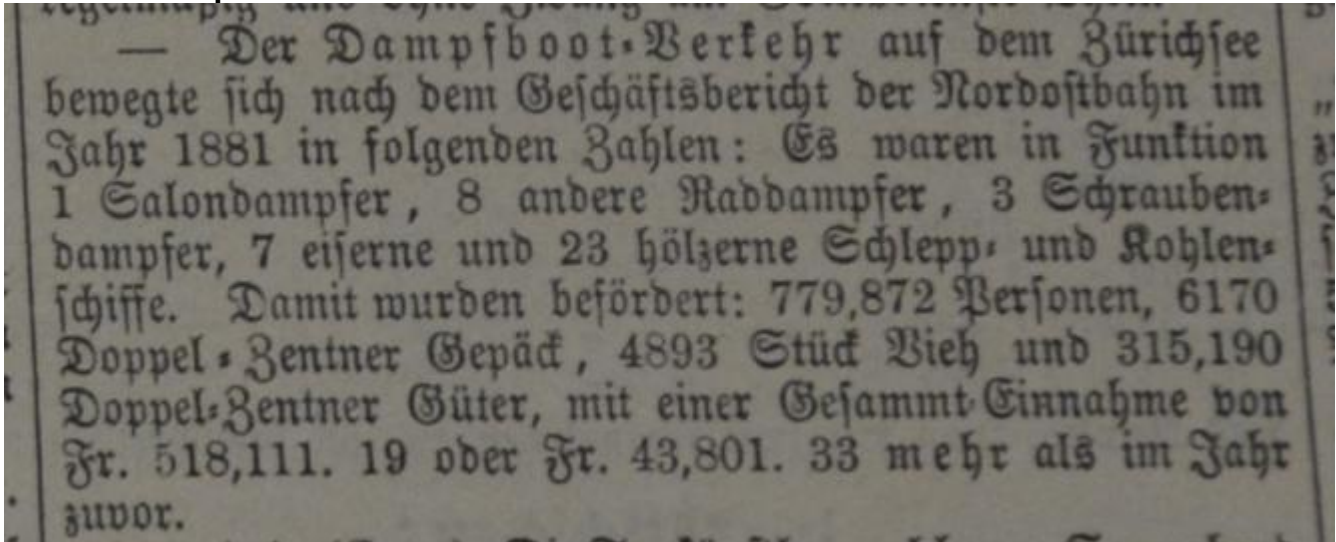 — Der Dampfboot-Verkehr auf dem Zürichsee
bewegte sich nach dem Geschäftsbericht der Nordostbahn im
Jahr 1881 in folgenden Zahlen: Es waren in Funktion
1 Salondampfer, 8 andere Raddampfer, 3 Schrauben-
dampfer, 7 eiserne und 23 hölzerne Schlepp- und Kohlen-
schiffe. Damit wurden befördert: 779,872 Personen, 6170
Doppel-Zentner Gepäck, 4893 Stück Vieh und 315,190
Doppel-Zentner Güter, mit einer Gesammt-Einnahme von
Fr. 518,111. 19 oder Fr. 43,801. 33 mehr als im Jahr
zuvor.